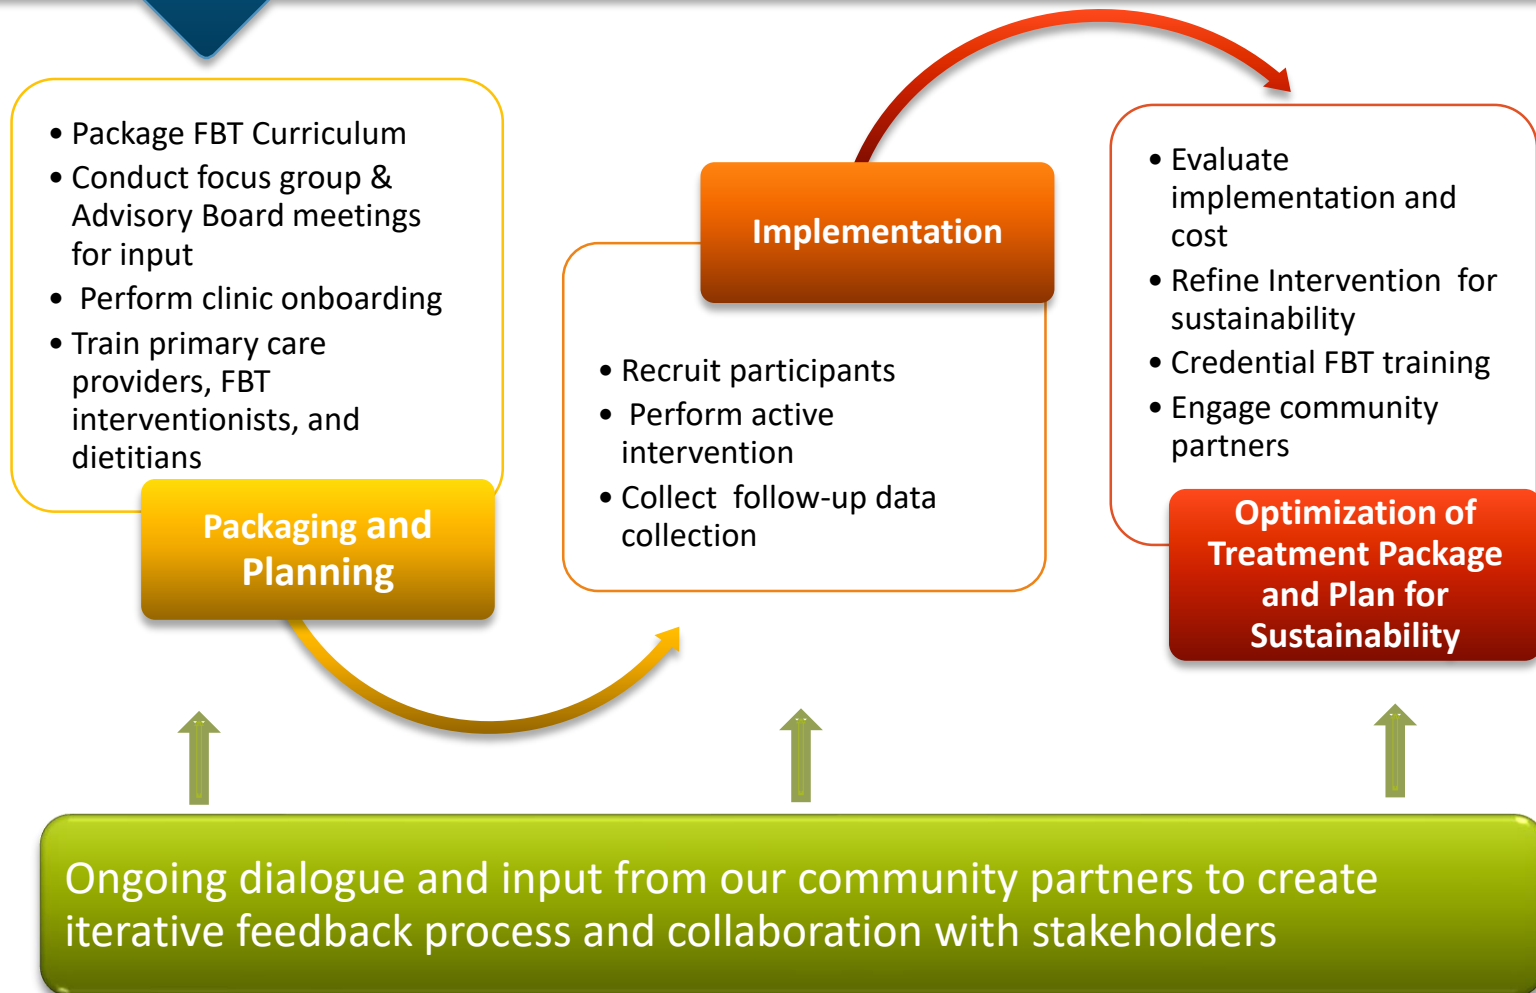 • Package FBT Curriculum
• Conduct focus group &
Advisory Board meetings
for input
• Perform clinic onboarding
• Train primary care
providers, FBT
interventionists, and
dietitians
Packaging and
Planning
Implementation
• Recruit participants
• Perform active
intervention
• Collect follow-up data
collection
• Evaluate
implementation and
cost
• Refine Intervention for
sustainability
• Credential FBT training
• Engage community
partners
Optimization of
Treatment Package
and Plan for
Sustainability
Ongoing dialogue and input from our community partners to create
iterative feedback process and collaboration with stakeholders